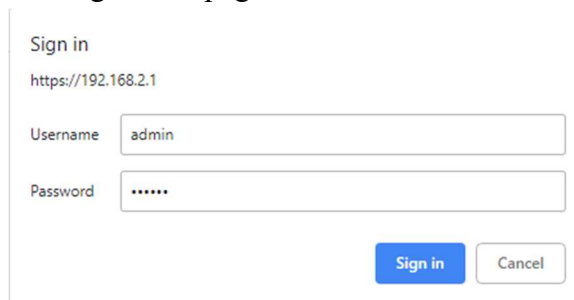 Sign in
https://192.168.2.1
Username admin
Password ••••••
Sign in Cancel